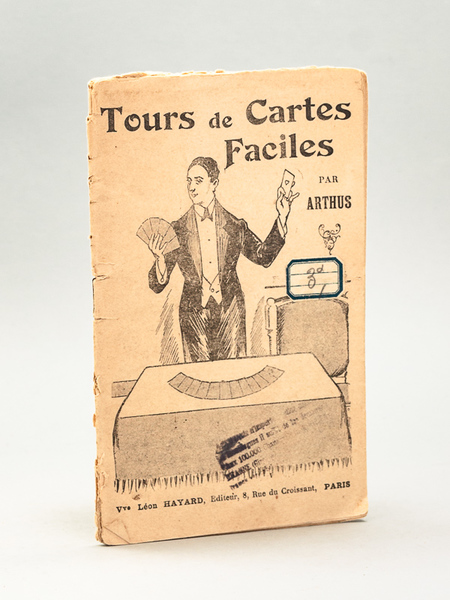 Tours de Cartes
Faciles
PAR
ARTHUS
Vve Léon HAYARD, Editeur, 8, Rue du Croissant, PARIS